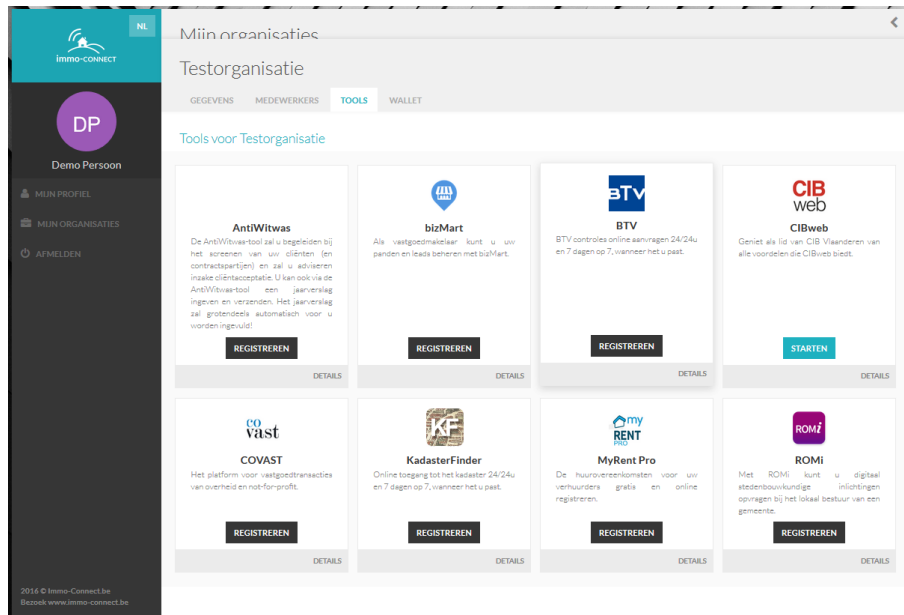 NL
immo-CONNECT
DP
Demo Persoon
MIJN PROFIEL
MIJN ORGANISATIES
AFMELDEN
2016 © Immo-Connect.be
Bezoek www.immo-connect.be
Mijn organisaties
Testorganisatie
GEGEVENS MEDEWERKERS TOOLS WALLET
Tools voor Testorganisatie
AntiWitwas
De AntiWitwas-tool zal u begeleiden bij
het screenen van uw cliënten (en
contractspartijen) en zal u adviseren
inzake cliëntacceptatie. U kan ook via de
AntiWitwas-tool een jaarverslag
ingeven en verzenden. Het jaarverslag
zal grotendeels automatisch voor u
worden ingevuld!
REGISTREREN
DETAILS
bizMart
Als vastgoedmakelaar kunt u uw
panden en leads beheren met bizMart.
REGISTREREN
DETAILS
BTV
BTV
BTV controles online aanvragen 24/24u
en 7 dagen op 7, wanneer het u past.
REGISTREREN
DETAILS
CIB
web
CIBweb
Geniet als lid van CIB Vlaanderen van
alle voordelen die CIBweb biedt.
STARTEN
DETAILS
co
vast
COVAST
Het platform voor vastgoedtransacties
van overheid en not-for-profit.
REGISTREREN
DETAILS
KF
KadasterFinder
Online toegang tot het kadaster 24/24u
en 7 dagen op 7, wanneer het u past.
REGISTREREN
DETAILS
my
RENT
PRO
MyRent Pro
De huurovereenkomsten voor uw
verhuurders gratis en online
registreren.
REGISTREREN
DETAILS
ROMi
ROMi
Met ROMi kunt u digitaal
stedenbouwkundige inlichtingen
opvragen bij het lokaal bestuur van een
gemeente.
REGISTREREN
DETAILS